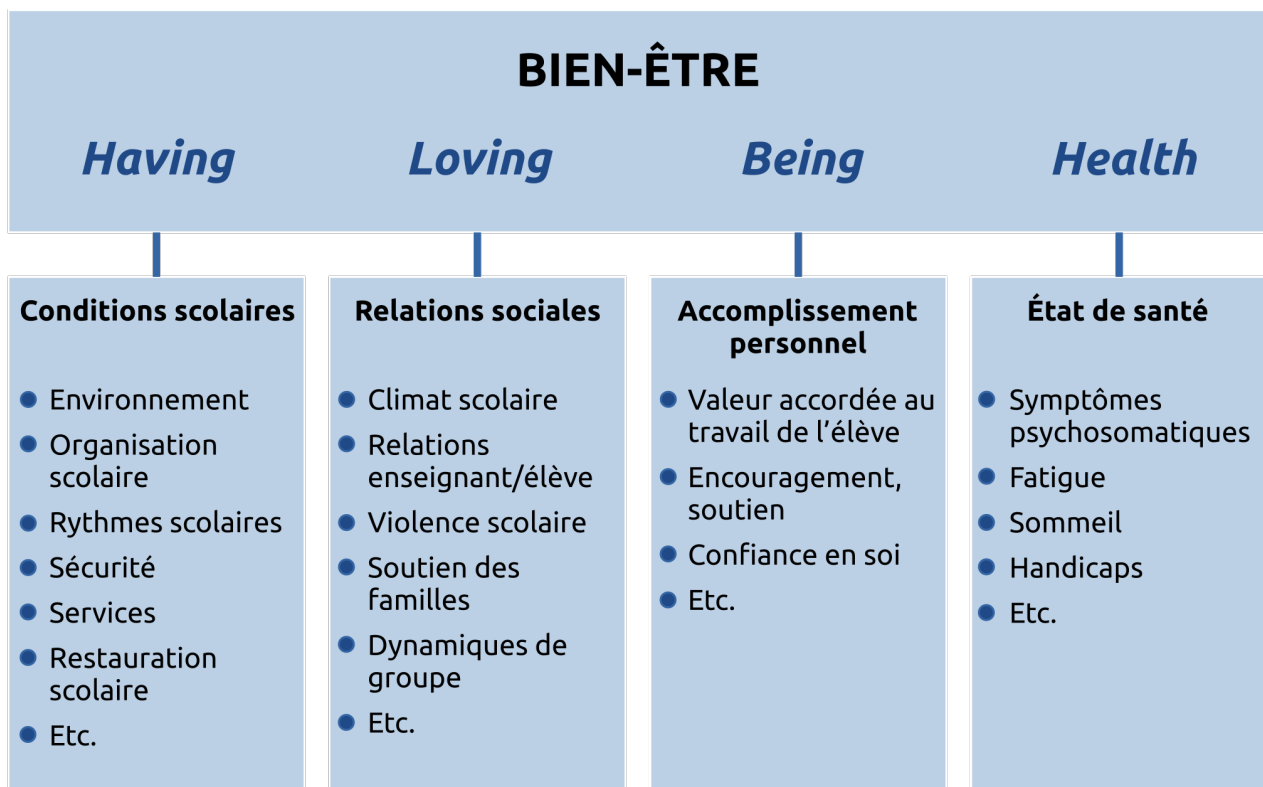 BIEN-ÊTRE
Having
Loving
Being
Health
Conditions scolaires
Environnement
Organisation
scolaire
Rythmes scolaires
Sécurité
Services
Restauration
scolaire
Etc.
Relations sociales
Climat scolaire
Relations
enseignant/élève
Violence scolaire
Soutien des
familles
Dynamiques de
groupe
Etc.
Accomplissement
personnel
Valeur accordée au
travail de l’élève
Encouragement,
soutien
Confiance en soi
Etc.
État de santé
Symptômes
psychosomatiques
Fatigue
Sommeil
Handicaps
Etc.